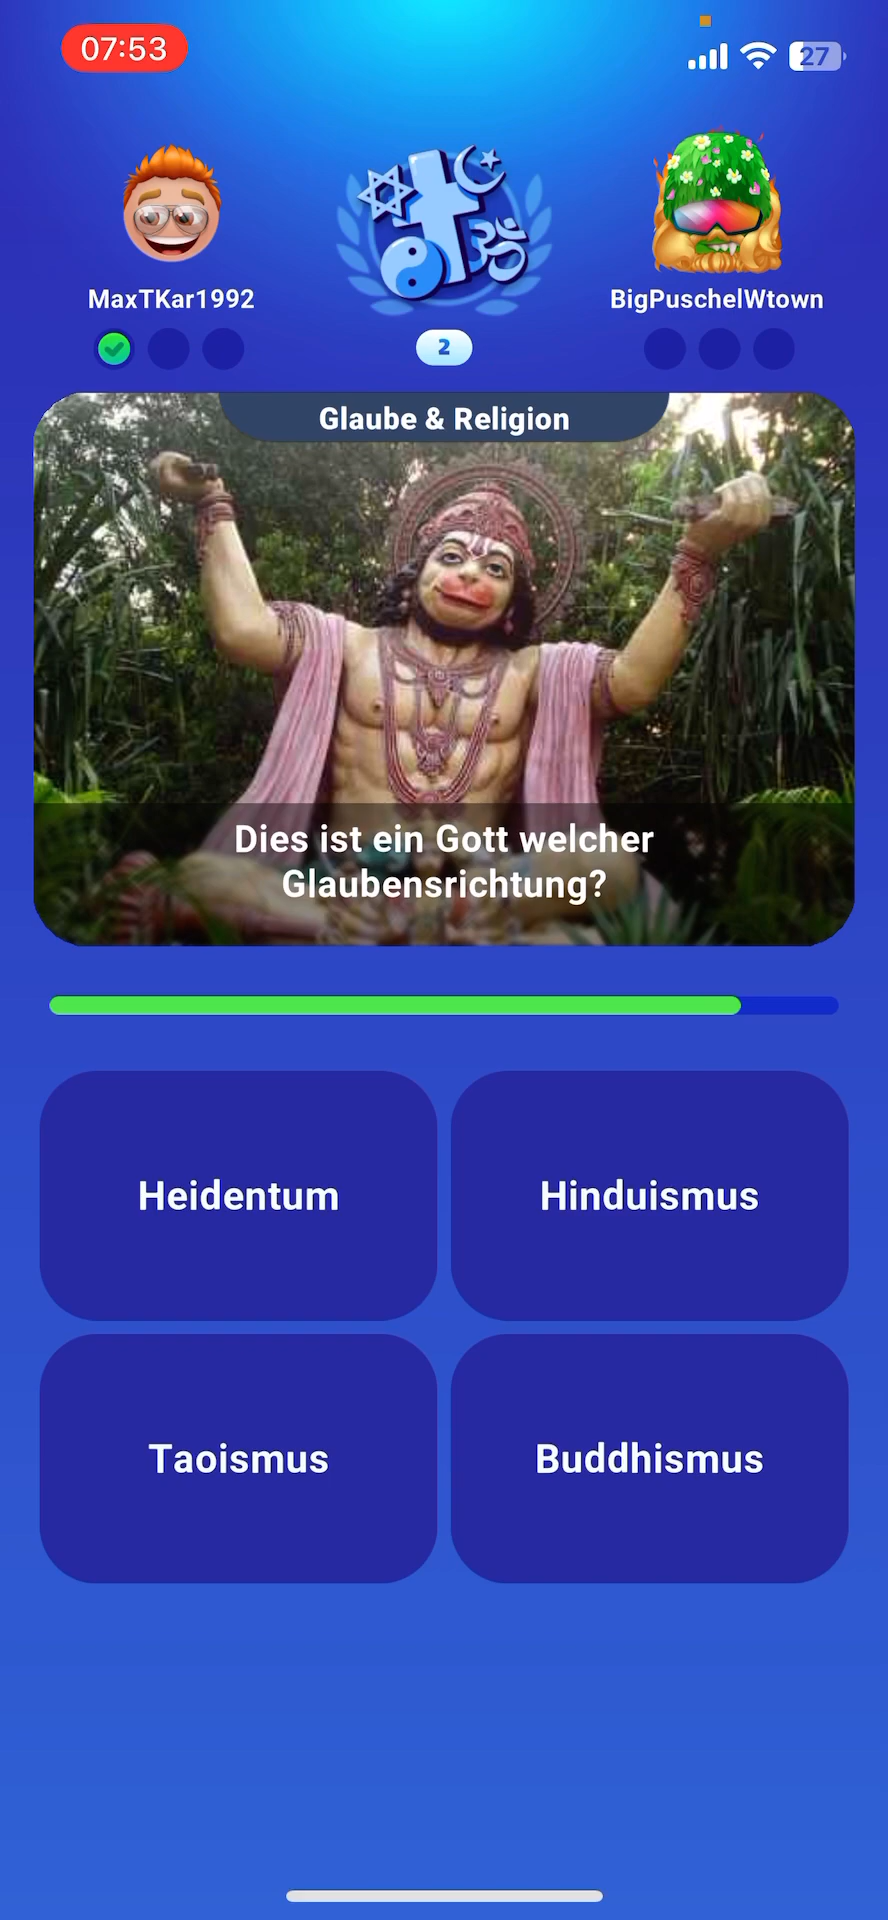 07:53
27
MaxTKar1992
BigPuschelWtown
2
Glaube & Religion
Dies ist ein Gott welcher
Glaubensrichtung?
Heidentum
Hinduismus
Taoismus
Buddhismus